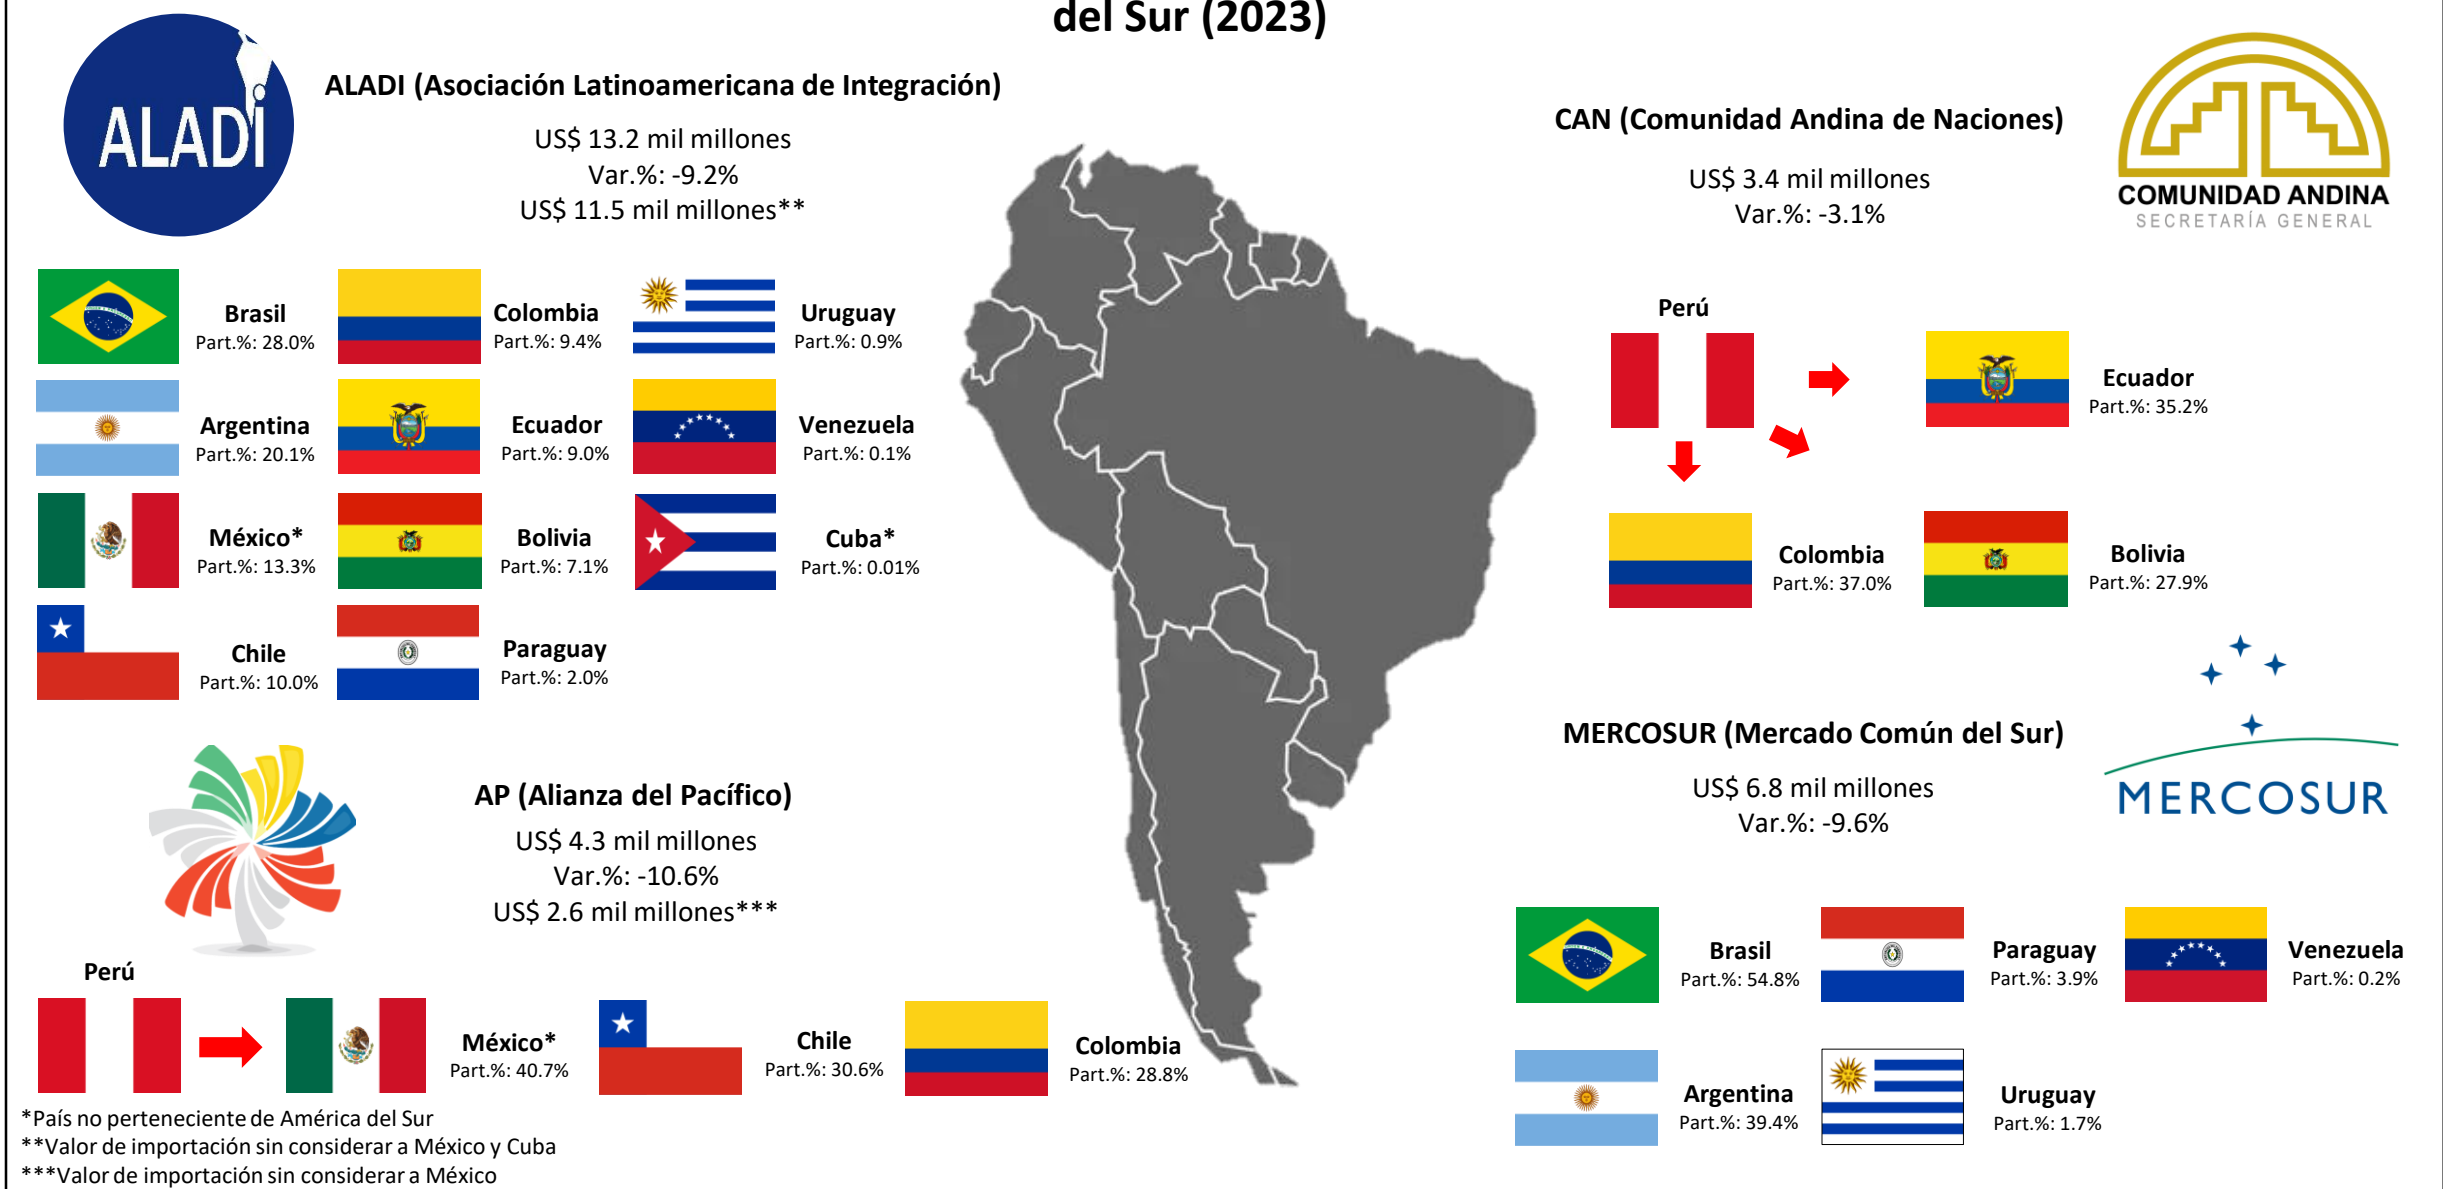 del Sur (2023)
ALADI
ALADI (Asociación Latinoamericana de Integración)
US$ 13.2 mil millones
Var.%: -9.2%
US$ 11.5 mil millones**
Brasil
Part.%: 28.0%
Colombia
Part.%: 9.4%
Uruguay
Part.%: 0.9%
Argentina
Part.%: 20.1%
Ecuador
Part.%: 9.0%
Venezuela
Part.%: 0.1%
México*
Part.%: 13.3%
Bolivia
Part.%: 7.1%
Cuba*
Part.%: 0.01%
Chile
Part.%: 10.0%
Paraguay
Part.%: 2.0%
AP (Alianza del Pacífico)
US$ 4.3 mil millones
Var.%: -10.6%
US$ 2.6 mil millones***
Perú
México*
Part.%: 40.7%
Chile
Part.%: 30.6%
Colombia
Part.%: 28.8%
*País no perteneciente de América del Sur
**Valor de importación sin considerar a México y Cuba
***Valor de importación sin considerar a México
CAN (Comunidad Andina de Naciones)
US$ 3.4 mil millones
Var.%: -3.1%
COMUNIDAD ANDINA
SECRETARÍA GENERAL
Perú
Ecuador
Part.%: 35.2%
Colombia
Part.%: 37.0%
Bolivia
Part.%: 27.9%
MERCOSUR (Mercado Común del Sur)
US$ 6.8 mil millones
Var.%: -9.6%
MERCOSUR
Brasil
Part.%: 54.8%
Paraguay
Part.%: 3.9%
Venezuela
Part.%: 0.2%
Argentina
Part.%: 39.4%
Uruguay
Part.%: 1.7%